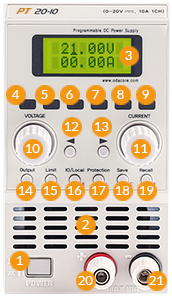 PT 20-10 (0~20V, 10A 1CH)
Programmable DC Power Supply
21.00V
00.00A
3
www.odacore.com
4 5 6 7 8 9
VOLTAGE CURRENT
12 13
10 11
Output Limit IO/Local Protection Save Recall
14 15 16 17 18 19
2
1
POWER
20 21